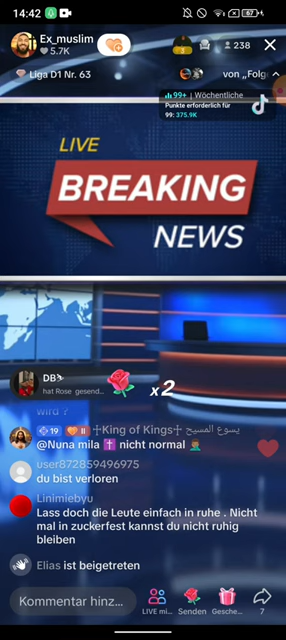 14:42
67
Ex_muslim
5.7K
238
Liga D1 Nr. 63
von „Folg
99+ | Wöchentliche
Punkte erforderlich für
99: 375.9K
LIVE
BREAKING
NEWS
DB
hat Rose gesend...
x2
wird ?
19 II ♱King of Kings♱ يسوع المسيح
@Nuna mila ✝️ nicht normal 🤦🏽‍♂️
user872859496975
du bist verloren
Linimiebyu
Lass doch die Leute einfach in ruhe . Nicht
mal in zuckerfest kannst du nicht ruhig
bleiben
Elias ist beigetreten
Kommentar hinz...
LIVE mi...
Senden
Gesche...
7